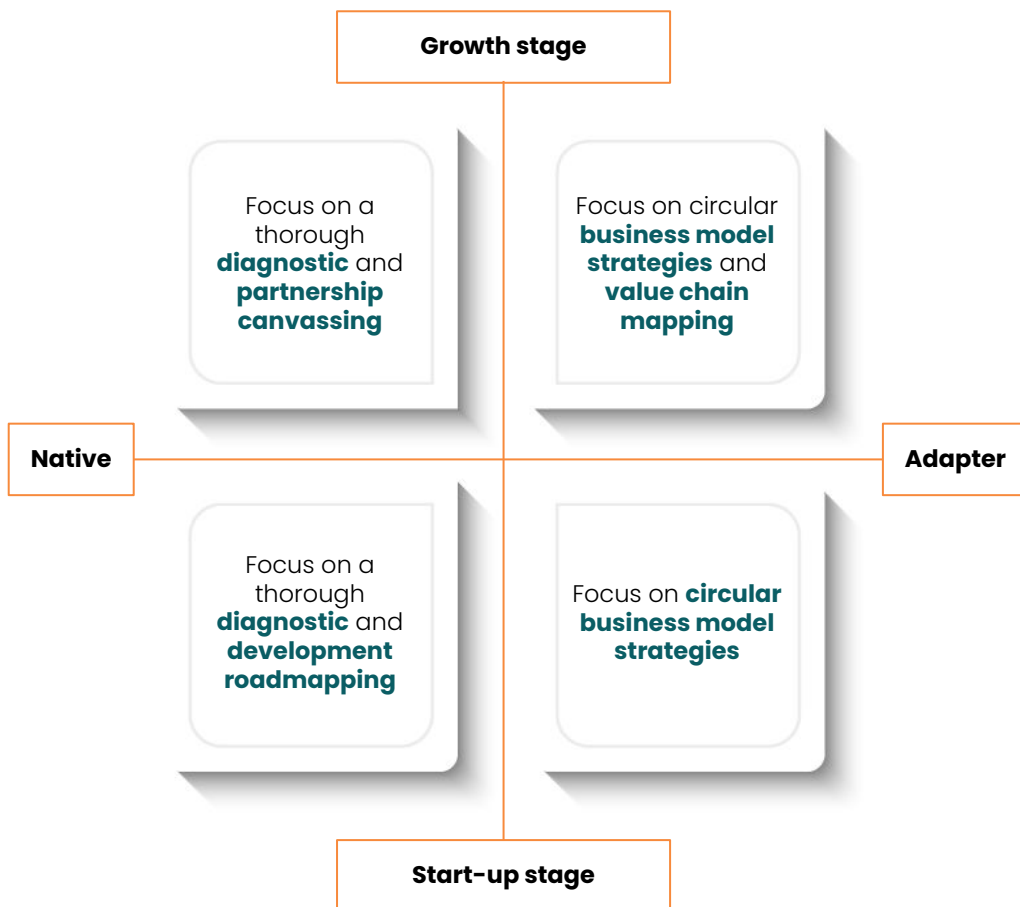 Growth stage
Focus on a
thorough
diagnostic and
partnership
canvassing
Focus on circular
business model
strategies and
value chain
mapping
Native
Adapter
Focus on a
thorough
diagnostic and
development
roadmapping
Focus on circular
business model
strategies
Start-up stage